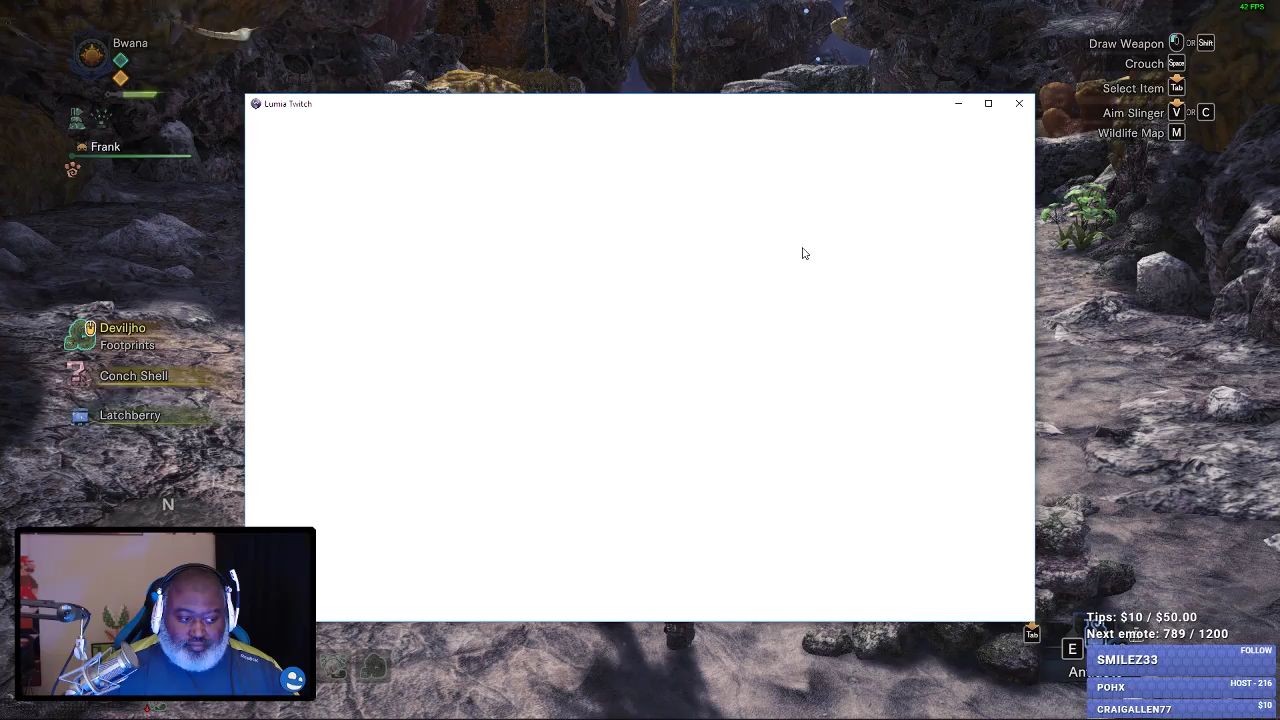 42 FPS
Bwana
Draw Weapon OR Shift
Crouch Space
Select Item Tab
Aim Slinger V OR C
Wildlife Map M
Lumia Twitch
Frank
Deviljho
Footprints
Conch Shell
Latchberry
N
Tab
E
An
Tips: $10 / $50.00
Next emote: 789 / 1200
SMILEZ33 FOLLOW
POHX HOST - 216
CRAIGALLEN77 $10